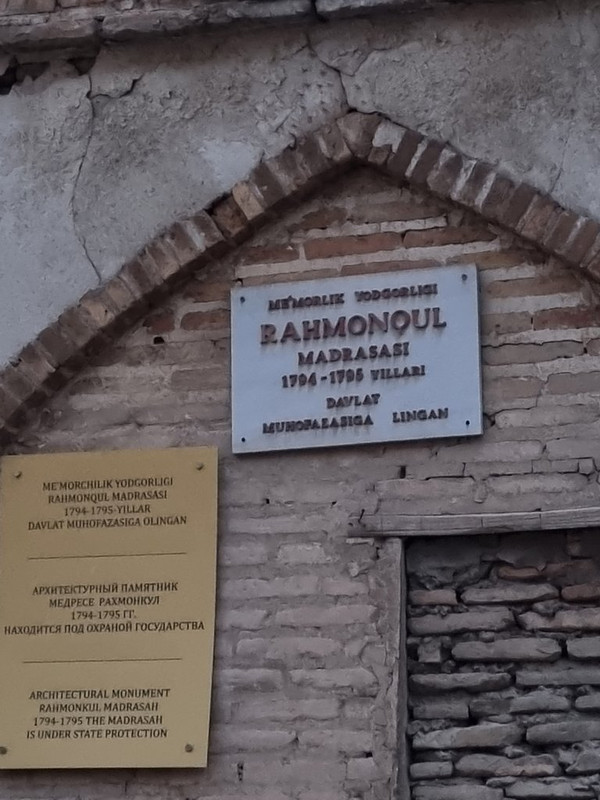 ME'MORLIK YODGORLIGI
RAHMONQUL
MADRASASI
1794-1795 YILLARI
DAVLAT
MUHOFAZASIGA LINGAN
ME'MORCHILIK YODGORLIGI
RAHMONQUL MADRASASI
1794-1795-YILLAR
DAVLAT MUHOFAZASIGA OLINGAN
АРХИТЕКТУРНЫЙ ПАМЯТНИК
МЕДРЕСЕ РАХМОНКУЛ
1794-1795 ГГ.
НАХОДИТСЯ ПОД ОХРАНОЙ ГОСУДАРСТВА
ARCHITECTURAL MONUMENT
RAHMONKUL MADRASAH
1794-1795 THE MADRASAH
IS UNDER STATE PROTECTION